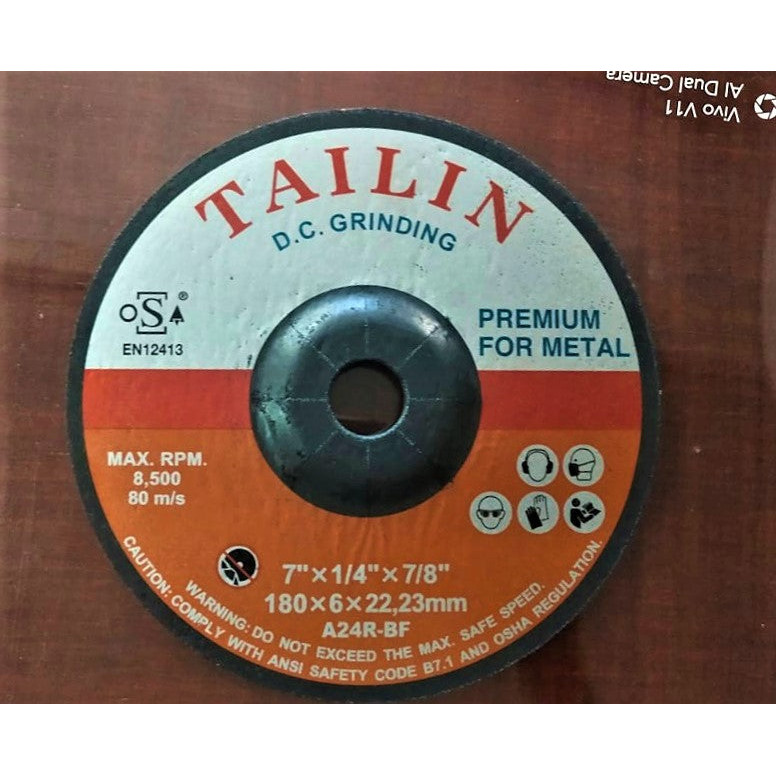 Vivo V11
AI Dual Camera
TAILIN
D.C. GRINDING
oSA®
EN12413
PREMIUM
FOR METAL
MAX. RPM.
8,500
80 m/s
7"×1/4"×7/8"
180×6×22,23mm
A24R-BF
WARNING: DO NOT EXCEED THE MAX. SAFE SPEED.
CAUTION: COMPLY WITH ANSI SAFETY CODE B7.1 AND OSHA REGULATION.